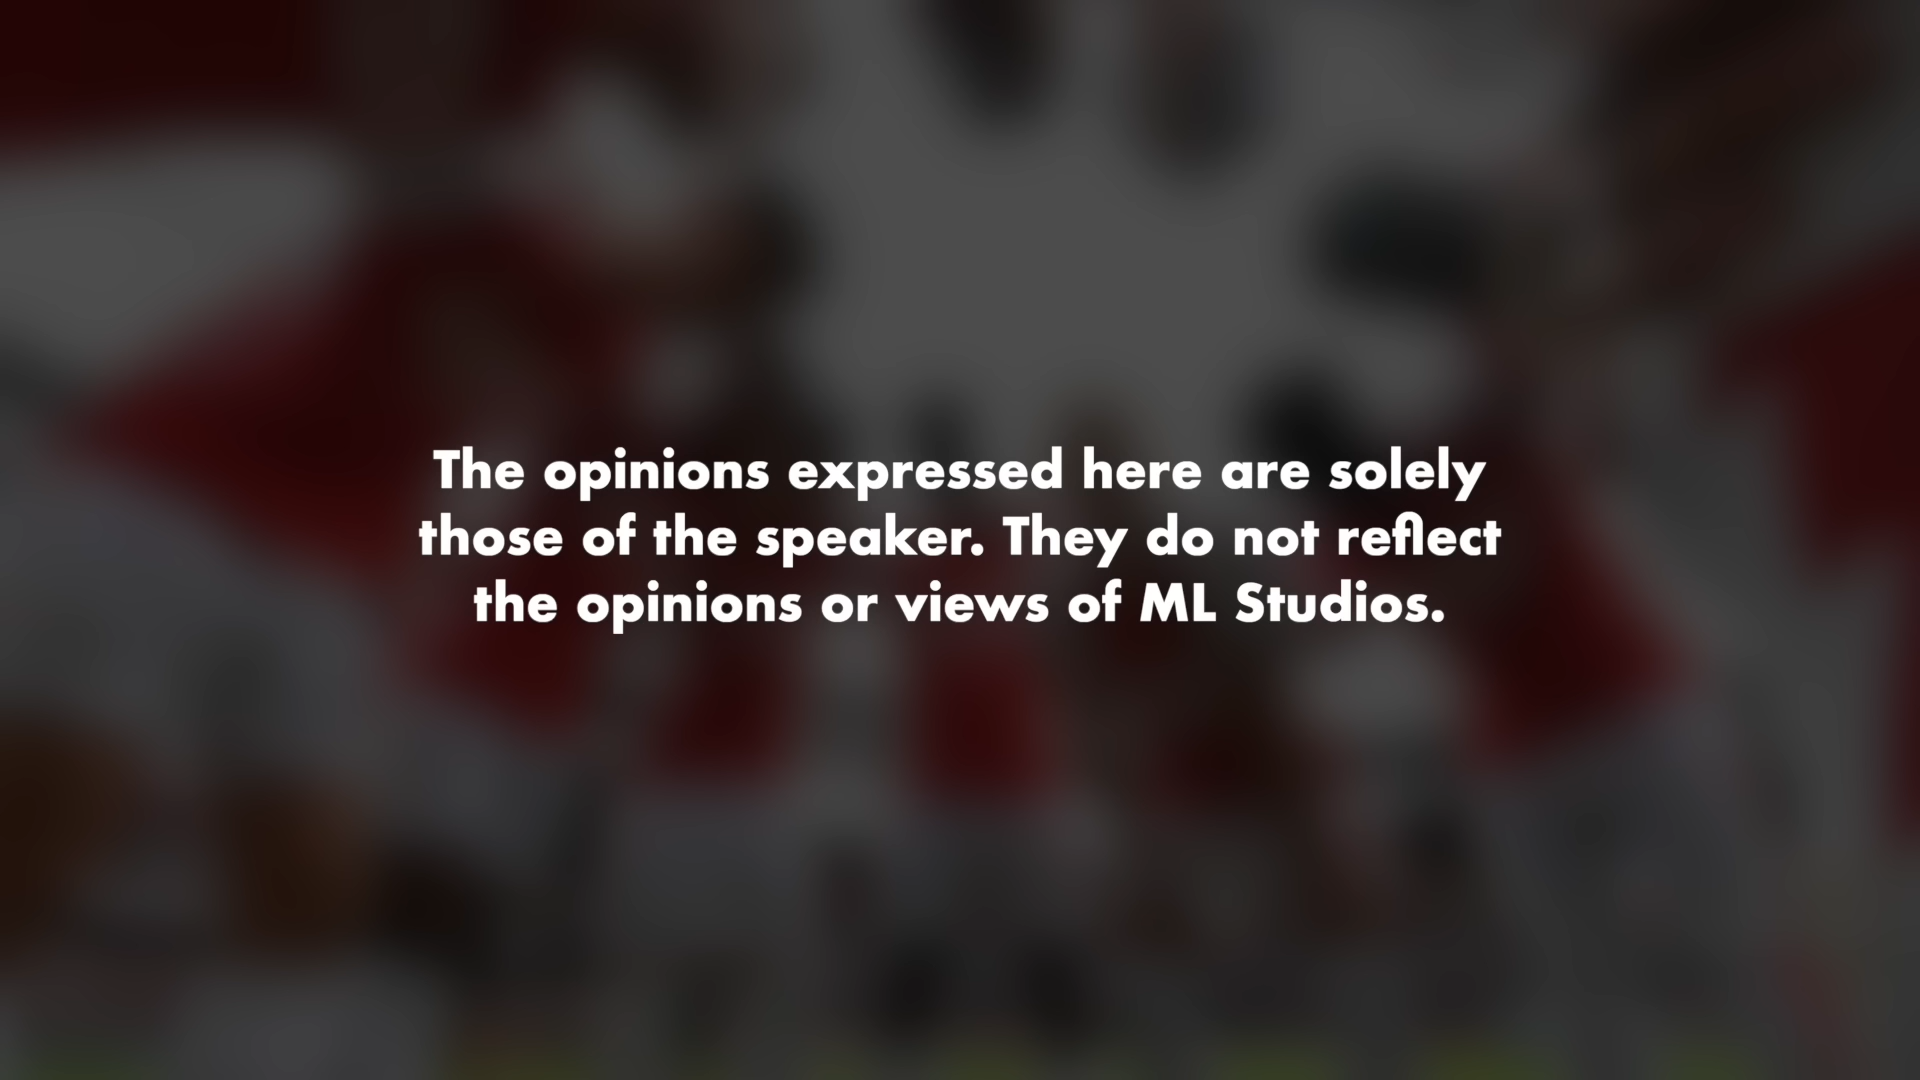 The opinions expressed here are solely
those of the speaker. They do not reflect
the opinions or views of ML Studios.